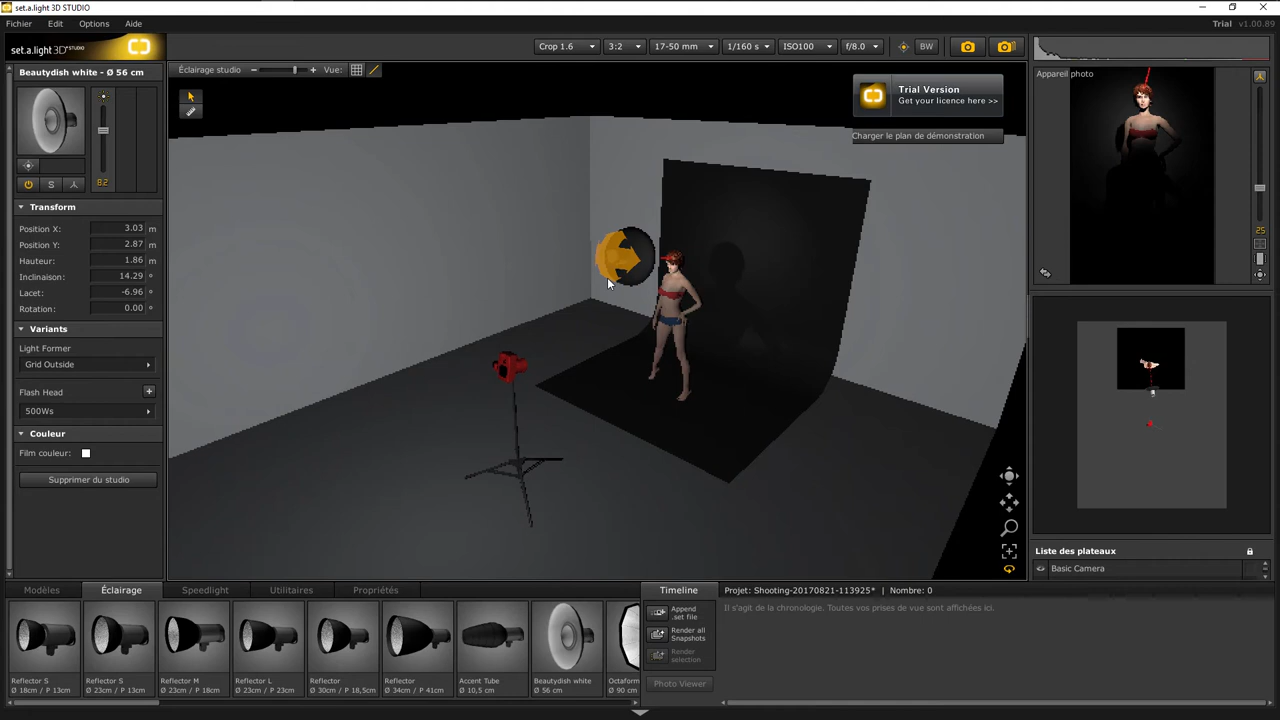 set.a.light 3D STUDIO
Fichier Edit Options Aide
Trial v1.00.89
set.a.light 3D STUDIO
Crop 1.6 3:2 17-50 mm 1/160 s ISO100 f/8.0 BW
Beautydish white - Ø 56 cm
Éclairage studio - + Vue:
Trial Version
Get your licence here >>
Charger le plan de démonstration
Appareil photo
25
S
82
Transform
Position X: 3.03 m
Position Y: 2.87 m
Hauteur: 1.86 m
Inclinaison: 14.29 °
Lacet: -6.96 °
Rotation: 0.00 °
Variants
Light Former
Grid Outside
Flash Head +
500Ws
Couleur
Film couleur:
Supprimer du studio
Liste des plateaux
Basic Camera
Modèles Éclairage Speedlight Utilitaires Propriétés
Reflector S
Ø 18cm / P 13cm
Reflector S
Ø 23cm / P 13cm
Reflector M
Ø 23cm / P 18cm
Reflector L
Ø 23cm / P 23cm
Reflector
Ø 30cm / P 18,5cm
Reflector
Ø 34cm / P 41cm
Accent Tube
Ø 10,5 cm
Beautydish white
Ø 56 cm
Octaform
Ø 90 cm
Timeline
Projet: Shooting-20170821-113925* | Nombre: 0
Append .set file
Render all Snapshots
Render selection
Photo Viewer
Il s'agit de la chronologie. Toutes vos prises de vue sont affichées ici.